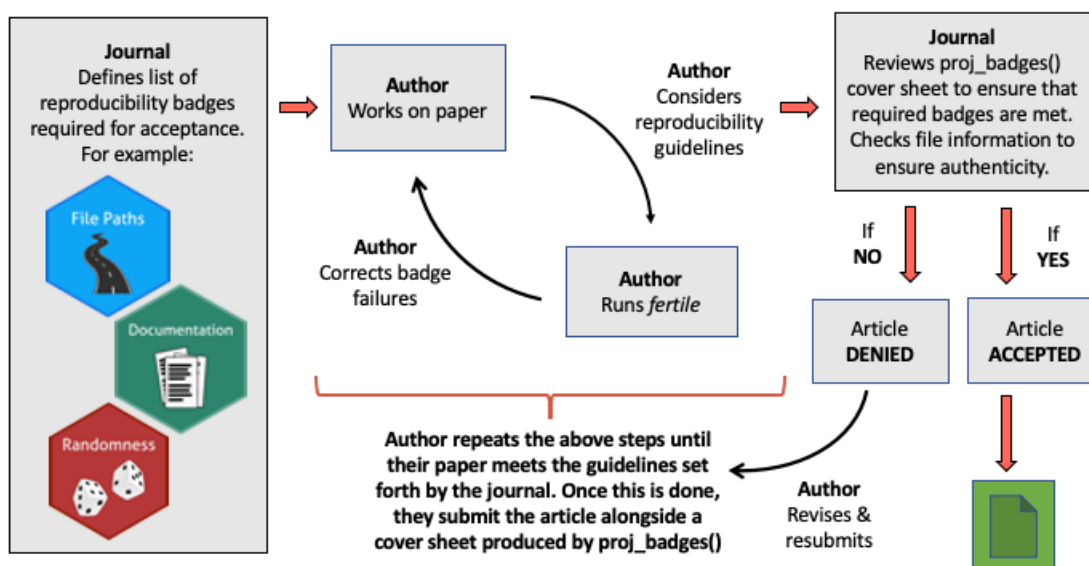 Journal
Defines list of
reproducibility badges
required for acceptance.
For example:
File Paths
Documentation
Randomness
Author
Works on paper
Author
Considers
reproducibility
guidelines
Author
Corrects badge
failures
Author
Runs fertile
Author repeats the above steps until
their paper meets the guidelines set
forth by the journal. Once this is done,
they submit the article alongside a
cover sheet produced by proj_badges()
Journal
Reviews proj_badges()
cover sheet to ensure that
required badges are met.
Checks file information to
ensure authenticity.
If
NO
If
YES
Article
DENIED
Article
ACCEPTED
Author
Revises &
resubmits